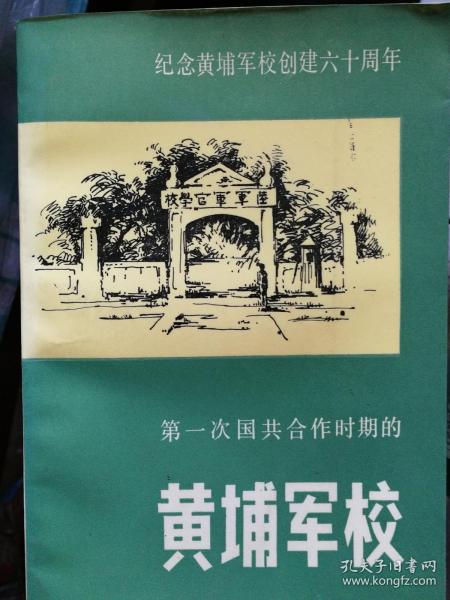 纪念黄埔军校创建六十周年
校學官軍軍陸
第一次国共合作时期的
黄埔军校
孔夫子旧书网
www.kongfz.com